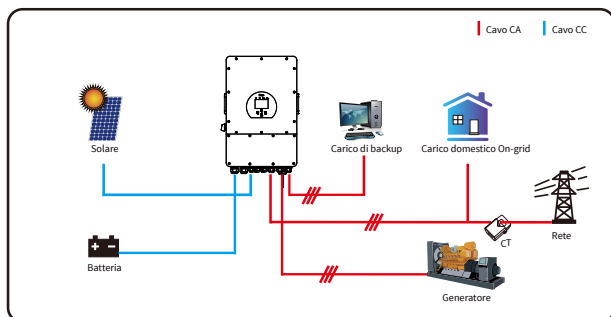 Cavo CA
Cavo CC
Solare
Carico di backup
Carico domestico On-grid
CT
Rete
Batteria
Generatore